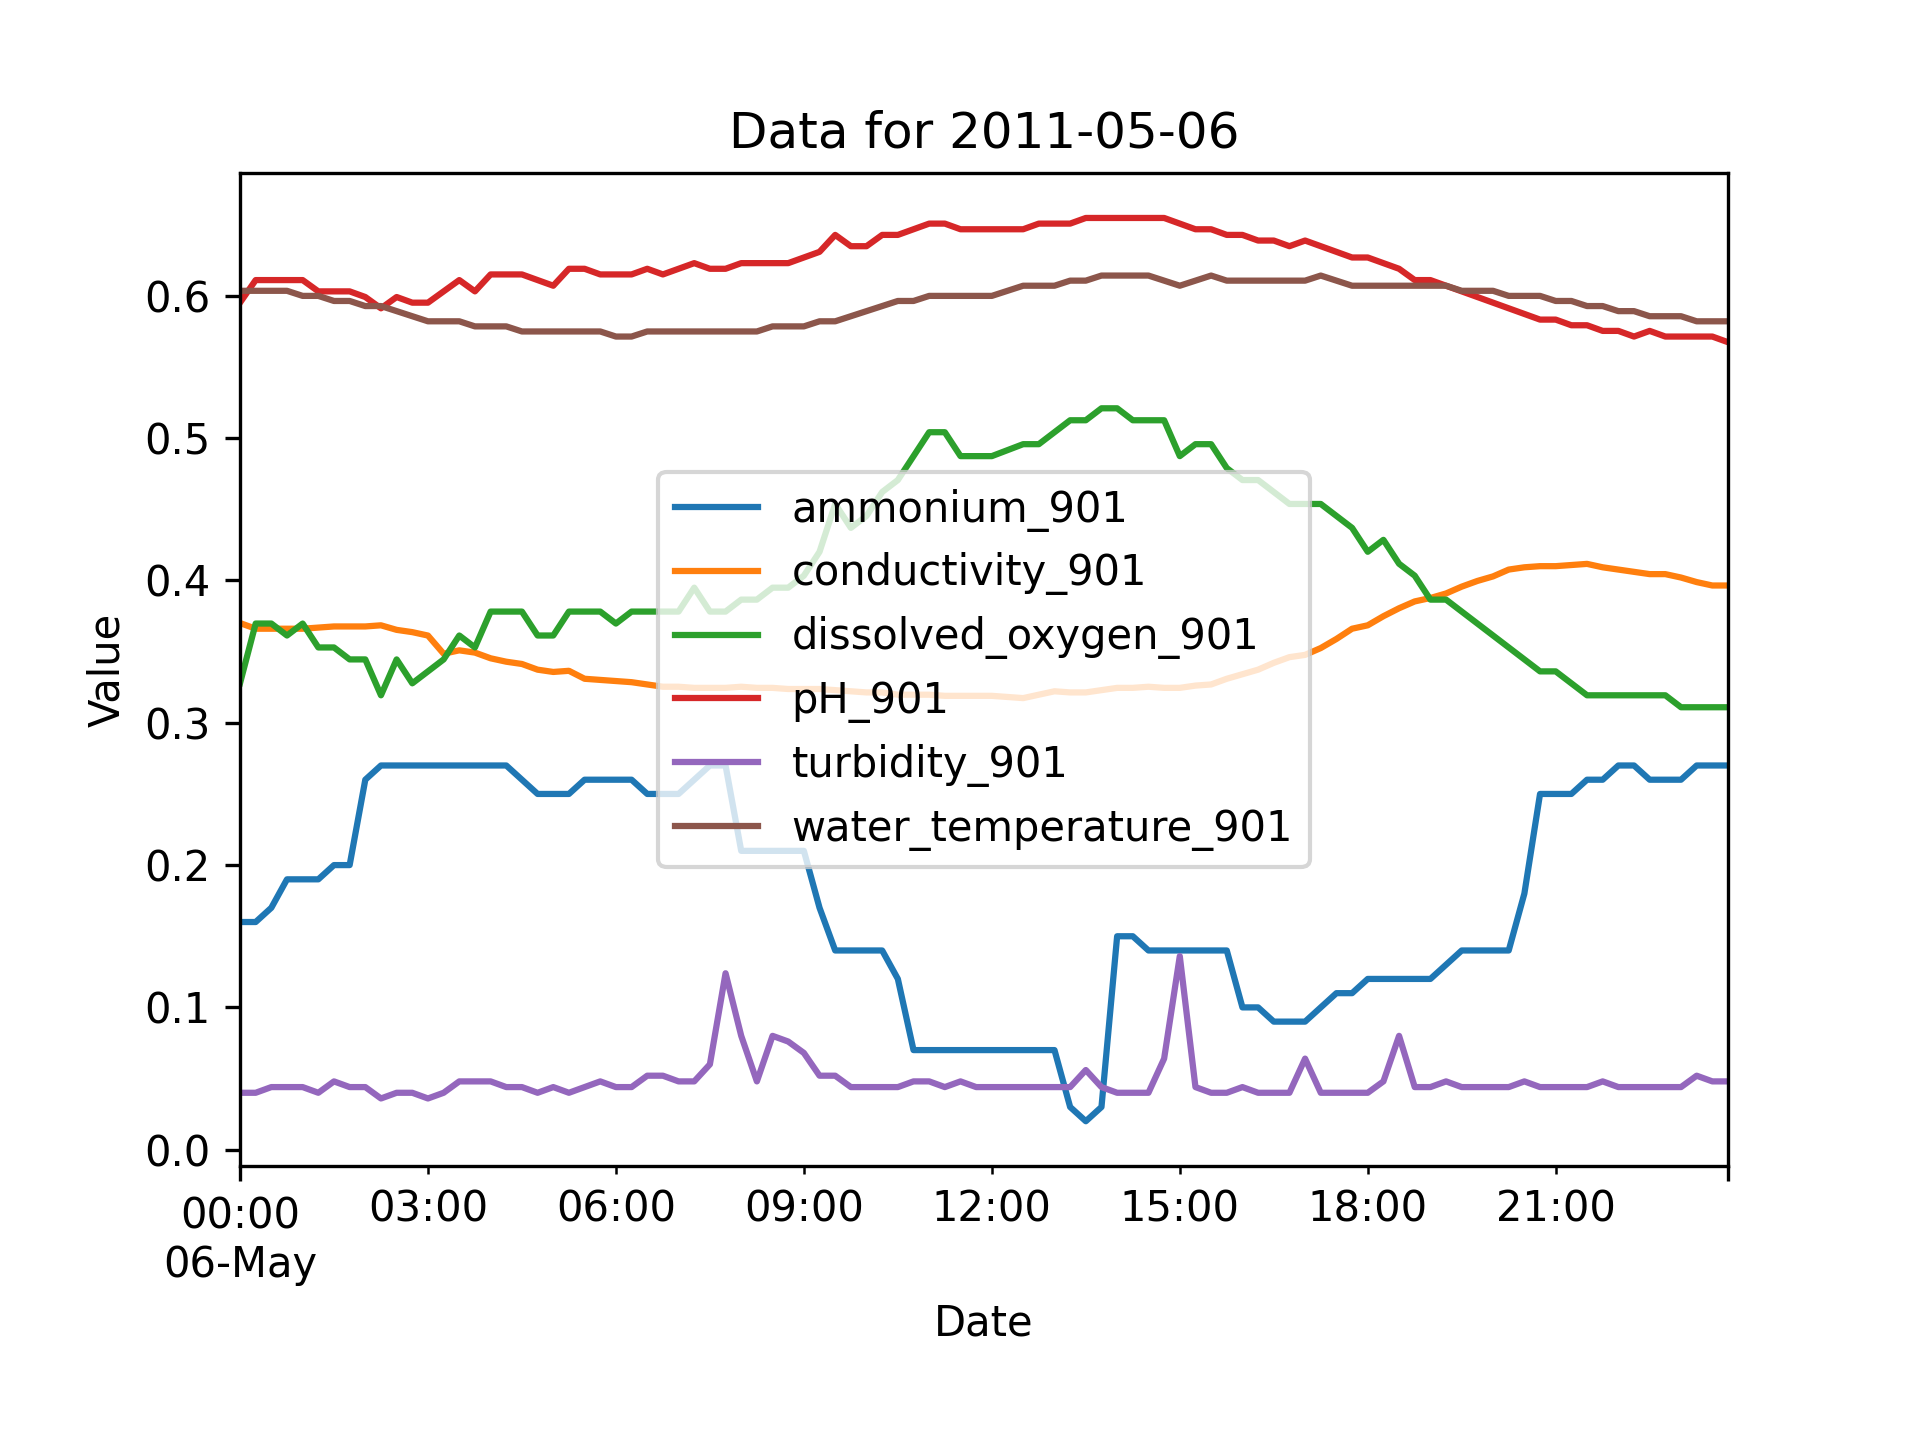 Data for 2011-05-06
0.6
0.5
0.4
0.3
0.2
0.1
0.0
Value
ammonium_901
conductivity_901
dissolved_oxygen_901
pH_901
turbidity_901
water_temperature_901
00:00 03:00 06:00 09:00 12:00 15:00 18:00 21:00
06-May
Date